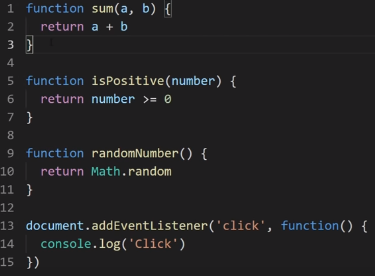 1 function sum(a, b) {
2   return a + b
3 }
4
5 function isPositive(number) {
6   return number >= 0
7 }
8
9 function randomNumber() {
10   return Math.random
11 }
12
13 document.addEventListener('click', function() {
14   console.log('Click')
15 })